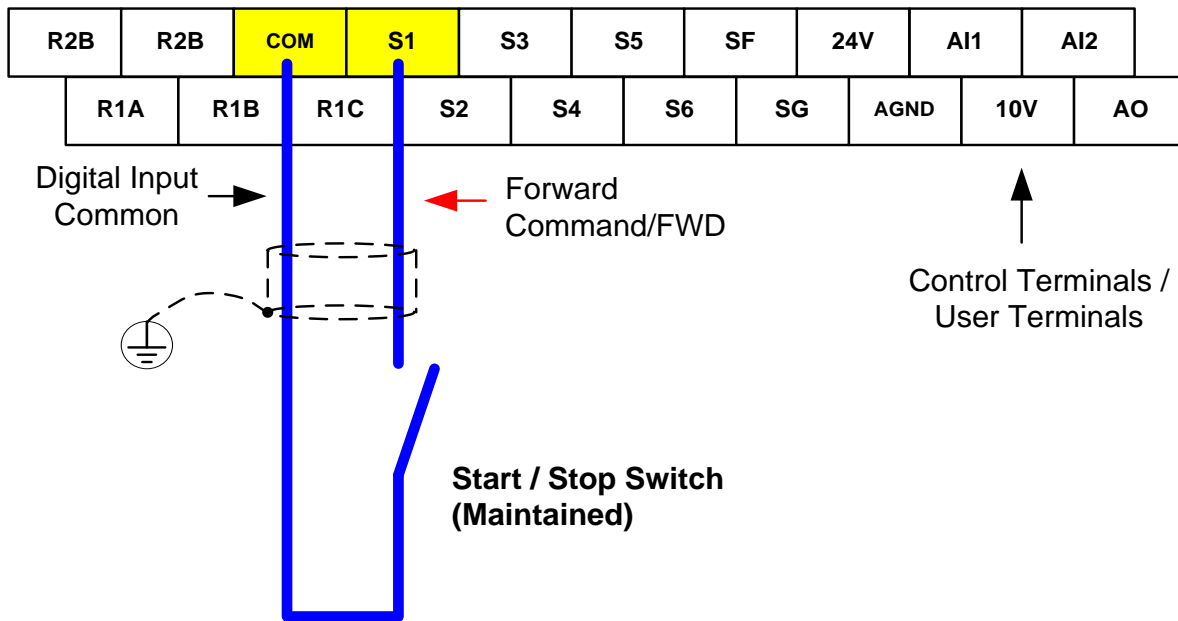 R2B R2B COM S1 S3 S5 SF 24V AI1 AI2
R1A R1B R1C S2 S4 S6 SG AGND 10V AO
Digital Input
Common
Forward
Command/FWD
Control Terminals /
User Terminals
Start / Stop Switch
(Maintained)